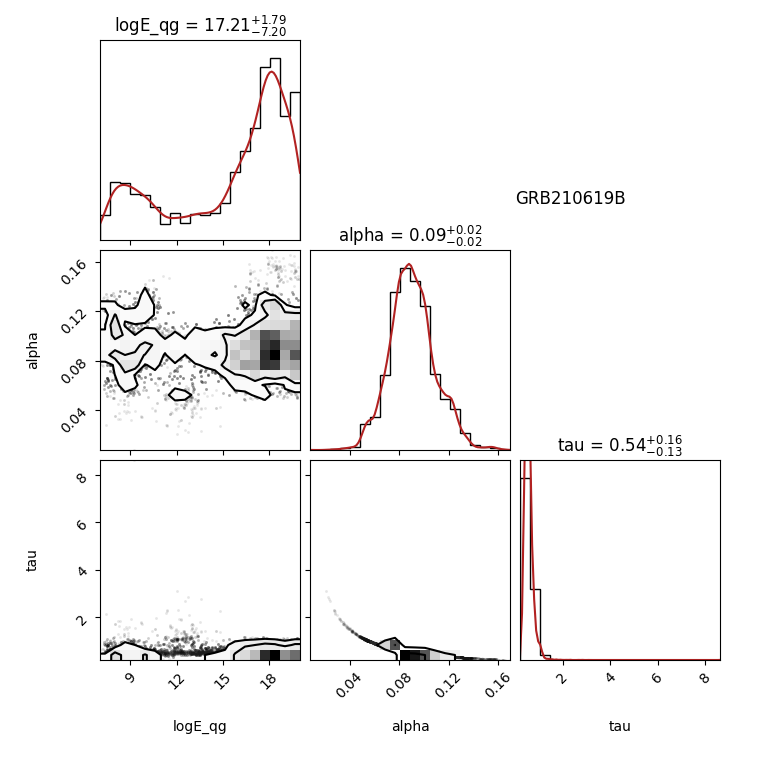 logE_qg = 17.21+1.79 −7.20
GRB210619B
alpha = 0.09+0.02 −0.02
0.16
0.12
0.08
0.04
alpha
tau = 0.54+0.16 −0.13
8
6
4
2
tau
9 12 15 18
0.04 0.08 0.12 0.16
2 4 6 8
logE_qg alpha tau